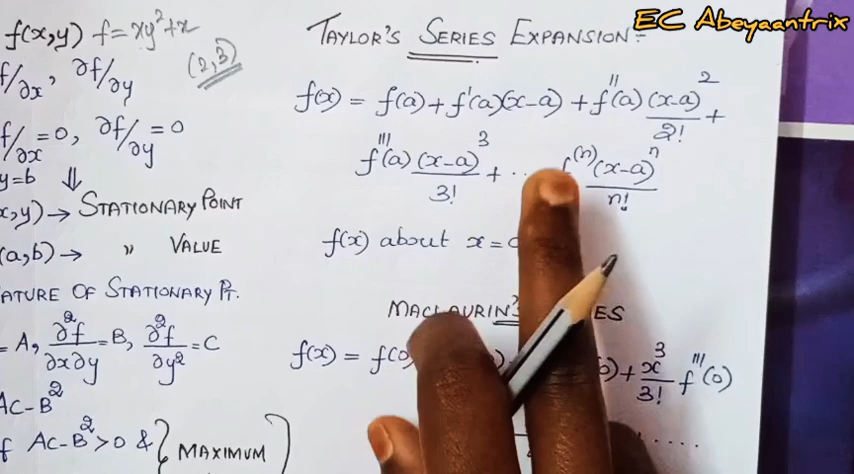 EC Abeyaantrix
f(x,y) f=xy²+x
(2,3)
f/∂x, ∂f/∂y
f/∂x=0, ∂f/∂y=0
y=b ⇓
x,y)→ STATIONARY POINT
(a,b)→ " VALUE
ATURE OF STATIONARY PT.
= A, ∂²f/∂x∂y=B, ∂²f/∂y²=C
AC-B²
f AC-B²>0 & { MAXIMUM
TAYLOR'S SERIES EXPANSION:-
f(x) = f(a)+f'(a)(x-a)+f''(a)(x-a)²/2!+
f'''(a)(x-a)³/3!+ ... (n)(x-a)ⁿ/n!
f(x) about x=
MACLAURIN'
f(x) = f(0 0)+x³/3! f'''(0)
.....